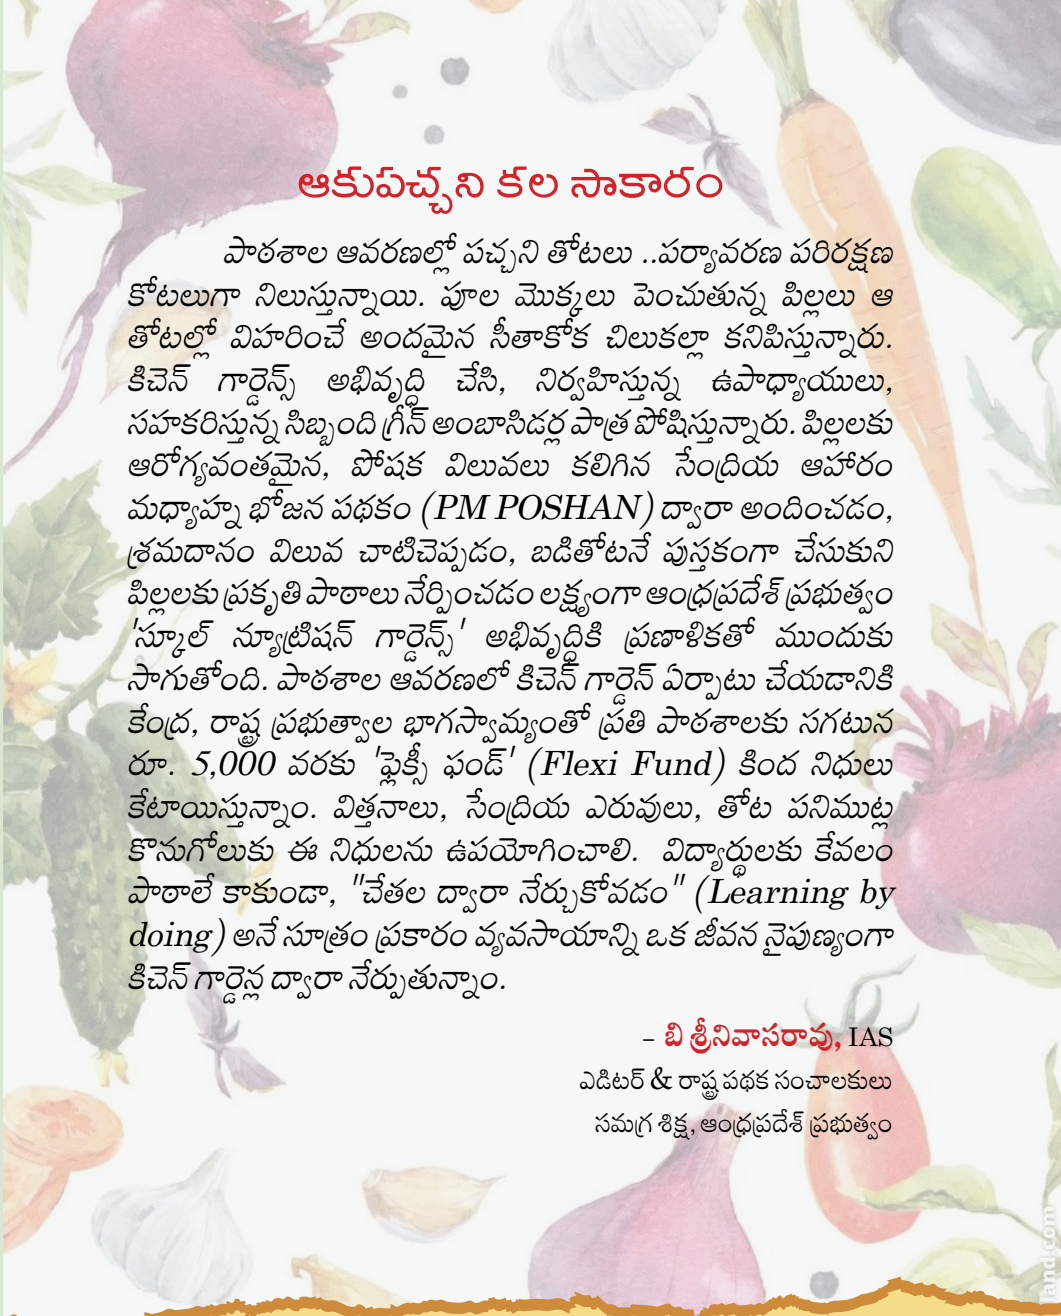 ఆకుపచ్చని కల సాకారం
పాఠశాల ఆవరణల్లో పచ్చని తోటలు ..పర్యావరణ పరిరక్షణ
కోటలుగా నిలుస్తున్నాయి. పూల మొక్కలు పెంచుతున్న పిల్లలు ఆ
తోటల్లో విహరించే అందమైన సీతాకోక చిలుకల్లా కనిపిస్తున్నారు.
కిచెన్ గార్డెన్స్ అభివృద్ధి చేసి, నిర్వహిస్తున్న ఉపాధ్యాయులు,
సహకరిస్తున్న సిబ్బంది గ్రీన్ అంబాసిడర్ల పాత్ర పోషిస్తున్నారు. పిల్లలకు
ఆరోగ్యవంతమైన, పోషక విలువలు కలిగిన సేంద్రియ ఆహారం
మధ్యాహ్న భోజన పథకం (PM POSHAN) ద్వారా అందించడం,
శ్రమదానం విలువ చాటిచెప్పడం, బడితోటనే పుస్తకంగా చేసుకుని
పిల్లలకు ప్రకృతి పాఠాలు నేర్పించడం లక్ష్యంగా ఆంధ్రప్రదేశ్ ప్రభుత్వం
'స్కూల్ న్యూట్రిషన్ గార్డెన్స్' అభివృద్ధికి ప్రణాళికతో ముందుకు
సాగుతోంది. పాఠశాల ఆవరణలో కిచెన్ గార్డెన్ ఏర్పాటు చేయడానికి
కేంద్ర, రాష్ట్ర ప్రభుత్వాల భాగస్వామ్యంతో ప్రతి పాఠశాలకు సగటున
రూ. 5,000 వరకు 'ఫ్లెక్సీ ఫండ్' (Flexi Fund) కింద నిధులు
కేటాయిస్తున్నాం. విత్తనాలు, సేంద్రియ ఎరువులు, తోట పనిముట్ల
కొనుగోలుకు ఈ నిధులను ఉపయోగించాలి. విద్యార్థులకు కేవలం
పాఠాలే కాకుండా, "చేతల ద్వారా నేర్చుకోవడం" (Learning by
doing) అనే సూత్రం ప్రకారం వ్యవసాయాన్ని ఒక జీవన నైపుణ్యంగా
కిచెన్ గార్డెన్ల ద్వారా నేర్పుతున్నాం.
- బి శ్రీనివాసరావు, IAS
ఎడిటర్ & రాష్ట్ర పథక సంచాలకులు
సమగ్ర శిక్ష, ఆంధ్రప్రదేశ్ ప్రభుత్వం